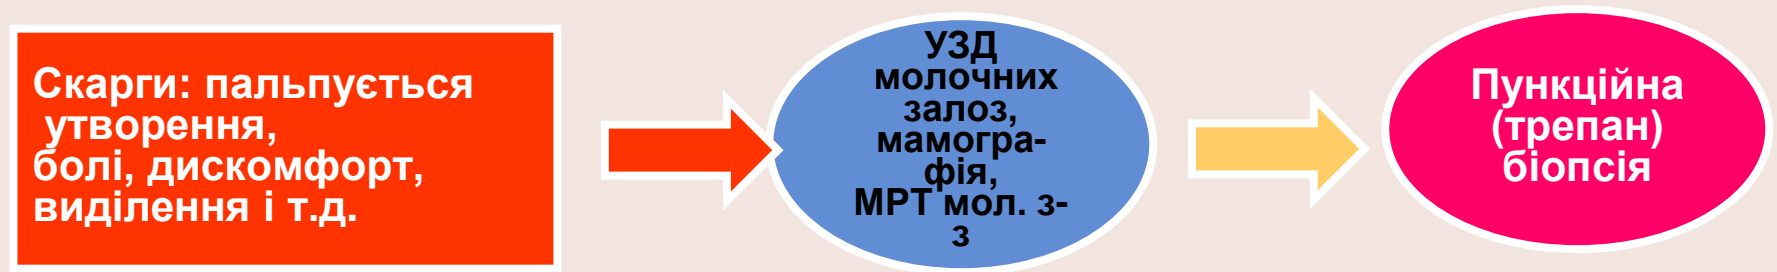 Скарги: пальпується
утворення,
болі, дискомфорт,
виділення і т.д.
УЗД
молочних
залоз,
мамогра-
фія,
МРТ мол. з-
з
Пункційна
(трепан)
біопсія